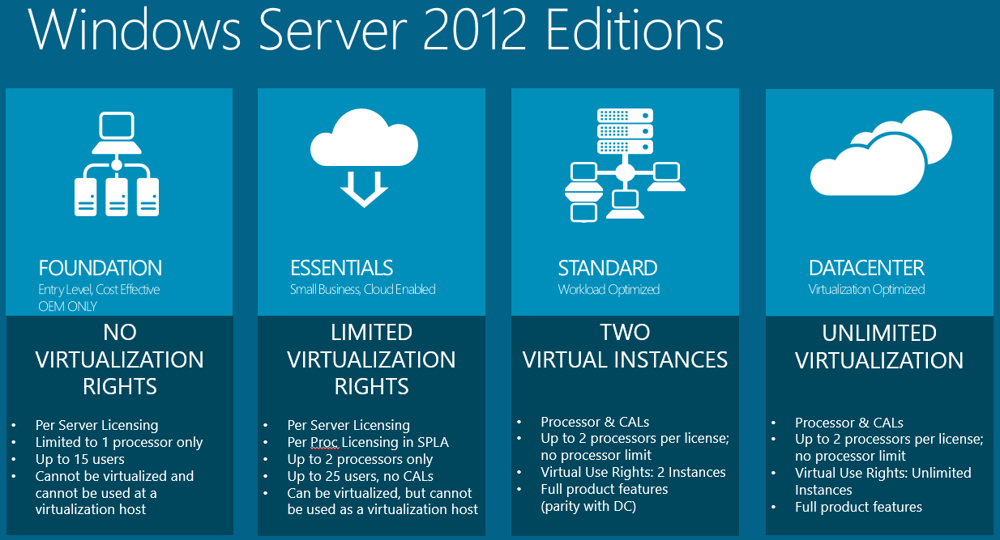 Windows Server 2012 Editions
FOUNDATION
Entry Level, Cost Effective
OEM ONLY
NO
VIRTUALIZATION
RIGHTS
• Per Server Licensing
• Limited to 1 processor only
• Up to 15 users
• Cannot be virtualized and
cannot be used at a
virtualization host
ESSENTIALS
Small Business, Cloud Enabled
LIMITED
VIRTUALIZATION
RIGHTS
• Per Server Licensing
• Per Proc Licensing in SPLA
• Up to 2 processors only
• Up to 25 users, no CALs
• Can be virtualized, but cannot
be used as a virtualization host
STANDARD
Workload Optimized
TWO
VIRTUAL INSTANCES
• Processor & CALs
• Up to 2 processors per license;
no processor limit
• Virtual Use Rights: 2 Instances
• Full product features
(parity with DC)
DATACENTER
Virtualization Optimized
UNLIMITED
VIRTUALIZATION
• Processor & CALs
• Up to 2 processors per license;
no processor limit
• Virtual Use Rights: Unlimited
Instances
• Full product features